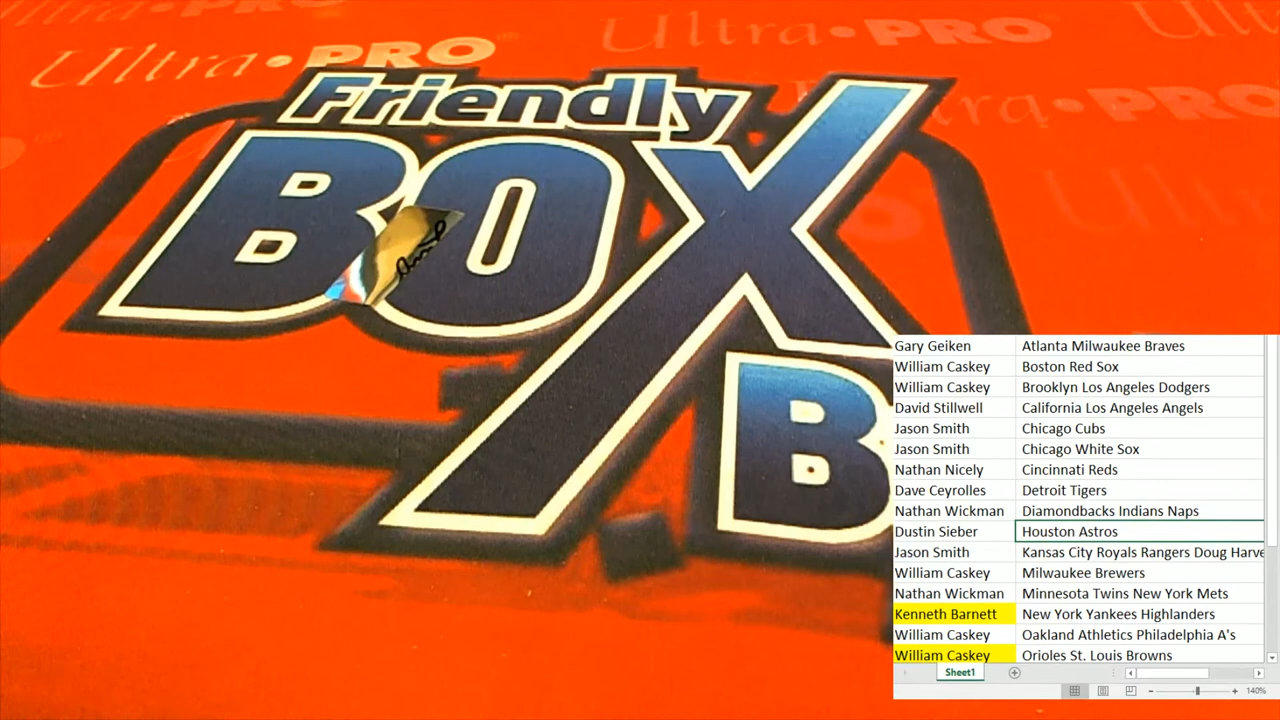 Ultra•PRO
Ultra•PRO
Ultra•PRO
Friendly
BOX
B
Gary Geiken Atlanta Milwaukee Braves
William Caskey Boston Red Sox
William Caskey Brooklyn Los Angeles Dodgers
David Stillwell California Los Angeles Angels
Jason Smith Chicago Cubs
Jason Smith Chicago White Sox
Nathan Nicely Cincinnati Reds
Dave Ceyrolles Detroit Tigers
Nathan Wickman Diamondbacks Indians Naps
Dustin Sieber Houston Astros
Jason Smith Kansas City Royals Rangers Doug Harve
William Caskey Milwaukee Brewers
Nathan Wickman Minnesota Twins New York Mets
Kenneth Barnett New York Yankees Highlanders
William Caskey Oakland Athletics Philadelphia A's
William Caskey Orioles St. Louis Browns
Sheet1
140%